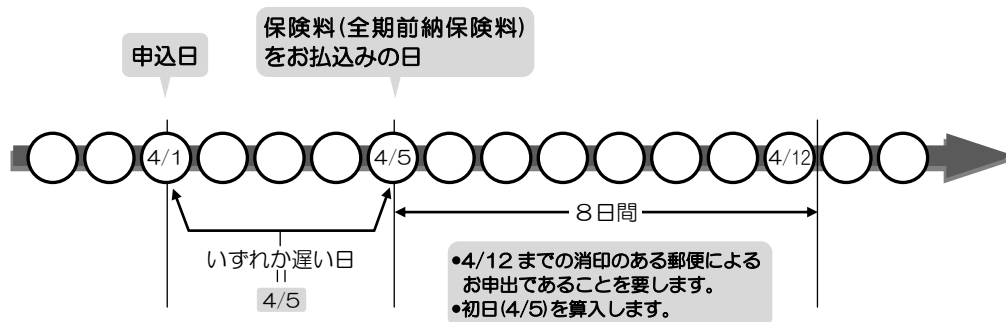 申込日
保険料(全期前納保険料)
をお払込みの日
4/1
4/5
4/12
8日間
いずれか遅い日
=
4/5
●4/12 までの消印のある郵便による
お申出であることを要します。
●初日(4/5)を算入します。